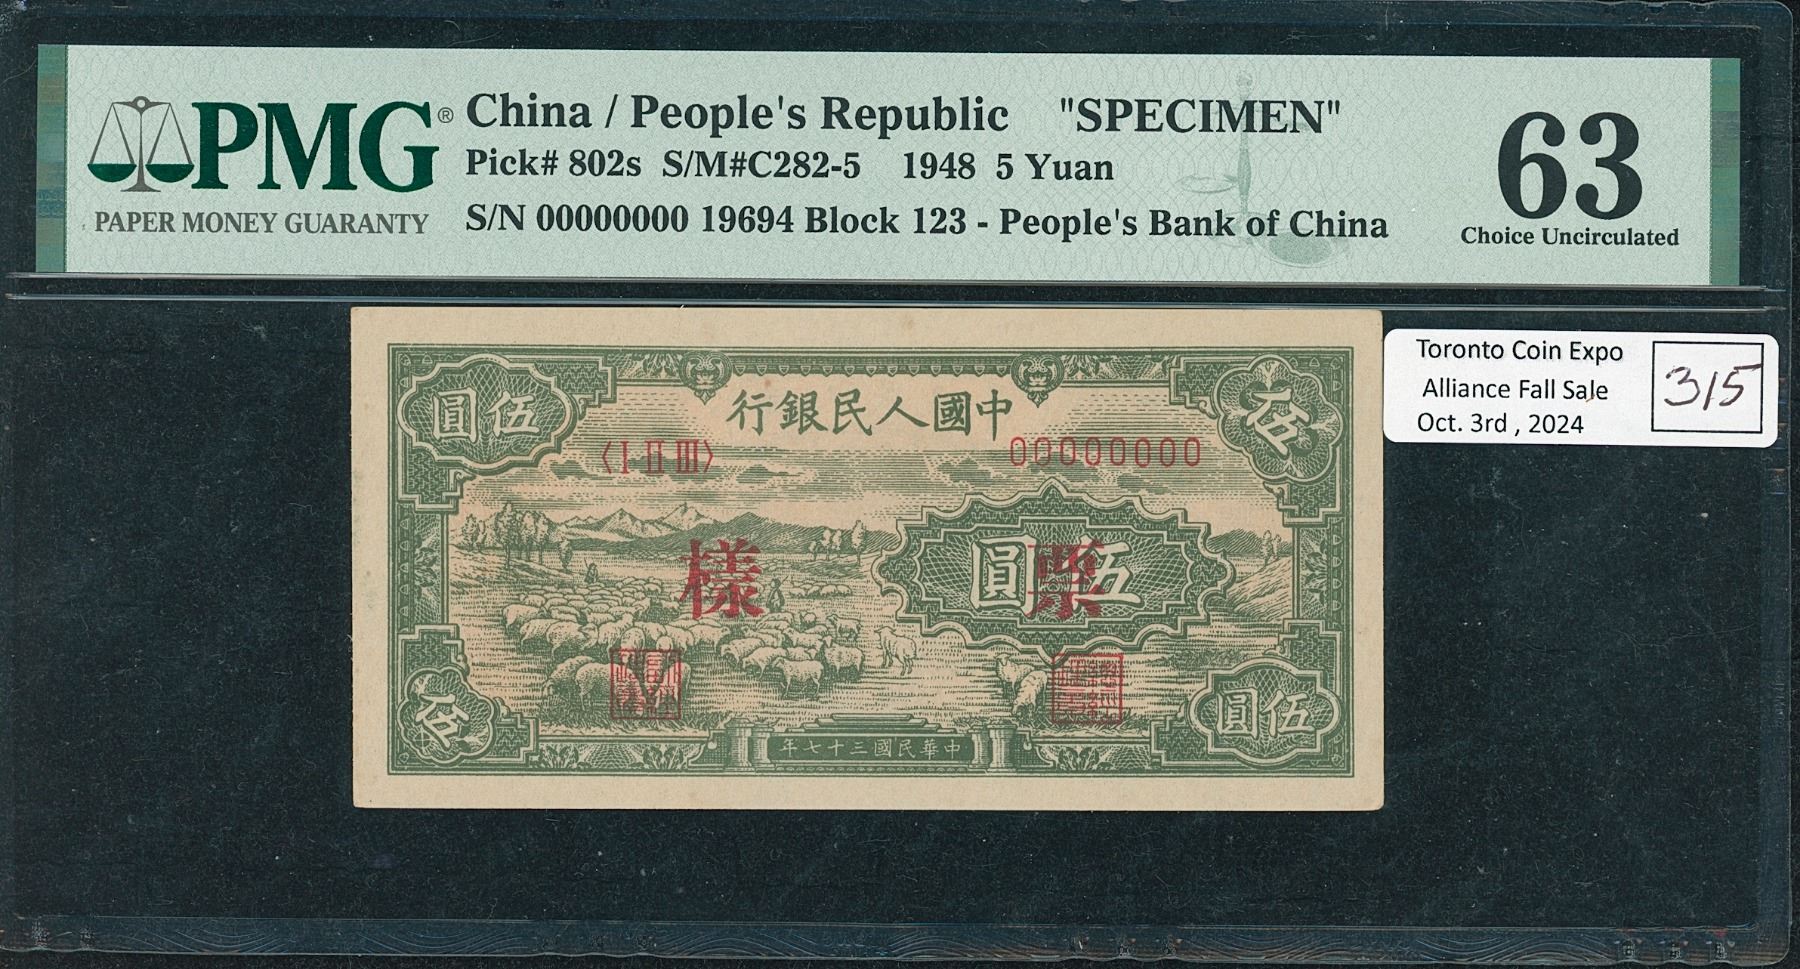 PMG®
PAPER MONEY GUARANTY
China / People's Republic "SPECIMEN"
Pick# 802s S/M#C282-5 1948 5 Yuan
S/N 00000000 19694 Block 123 - People's Bank of China
63
Choice Uncirculated
Toronto Coin Expo
Alliance Fall Sale
Oct. 3rd , 2024
315
圓伍
行銀民人國中
伍
〈I II III〉
00000000
樣
圓伍
票
伍
年七十三國民華中
圓伍